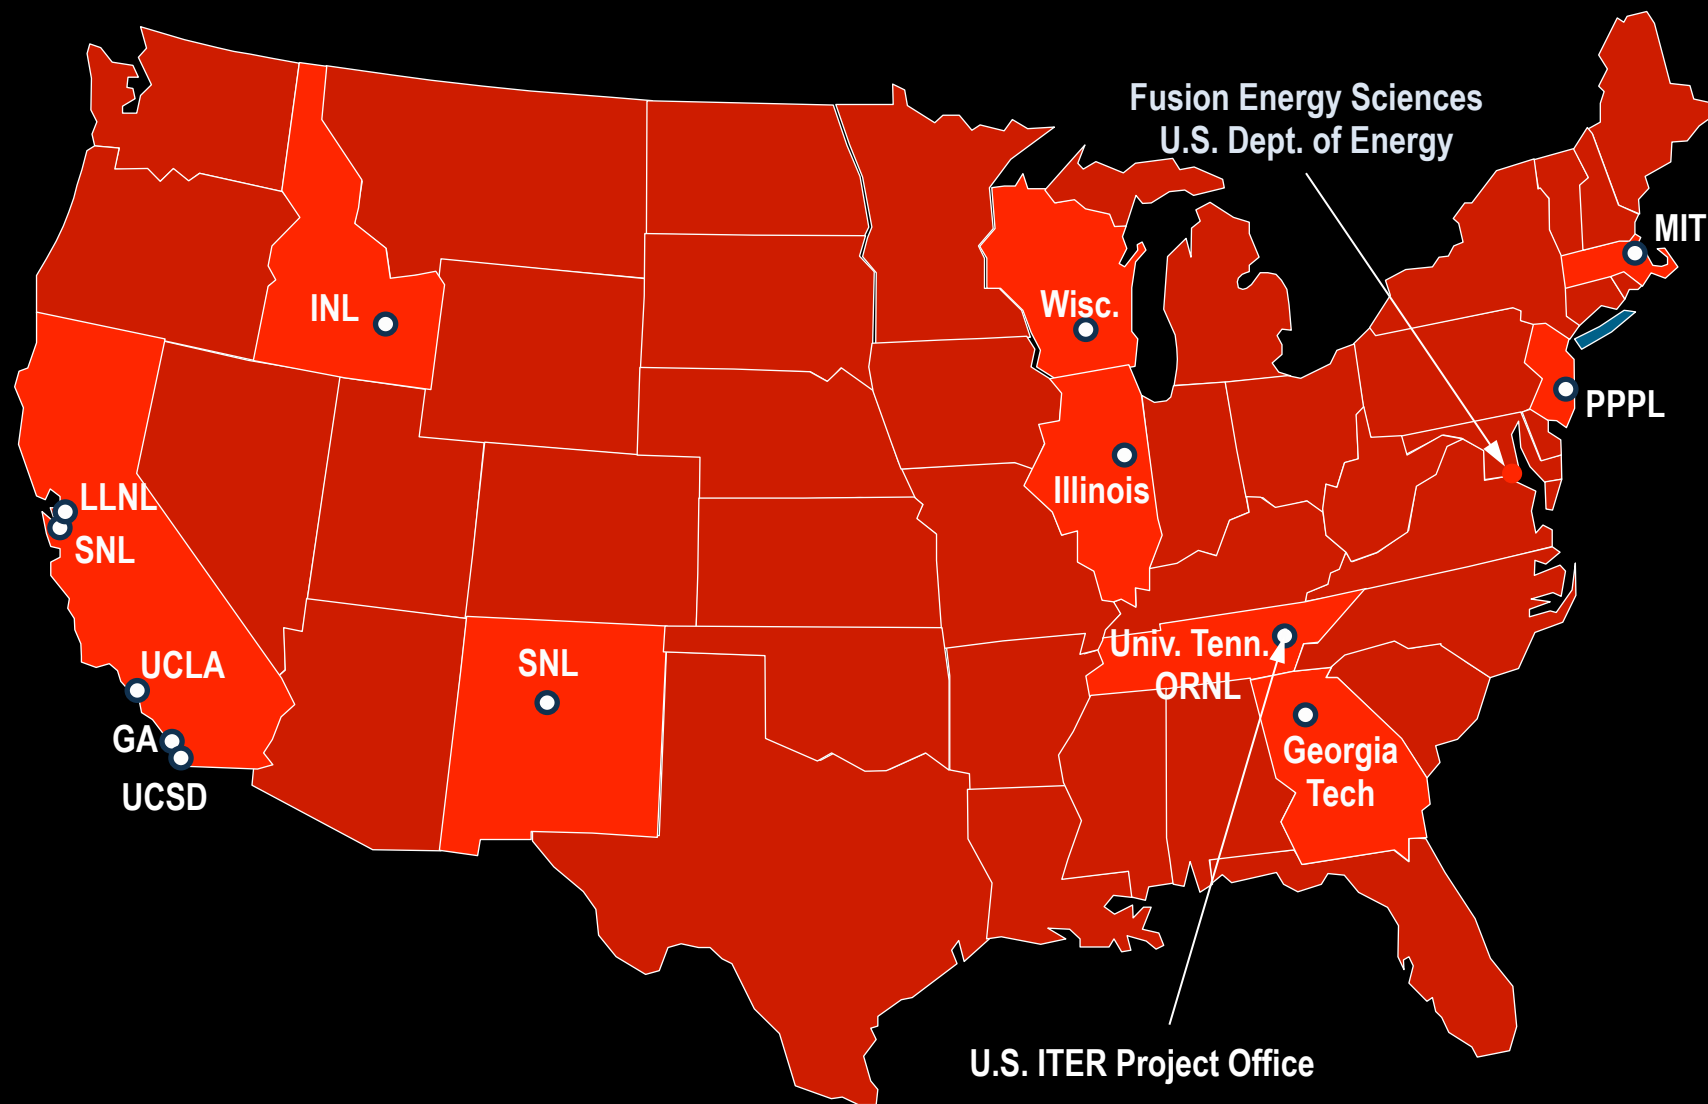 Fusion Energy Sciences
U.S. Dept. of Energy
MIT
INL
Wisc.
PPPL
LLNL
Illinois
SNL
UCLA
SNL
Univ. Tenn.
ORNL
GA
Georgia
Tech
UCSD
U.S. ITER Project Office